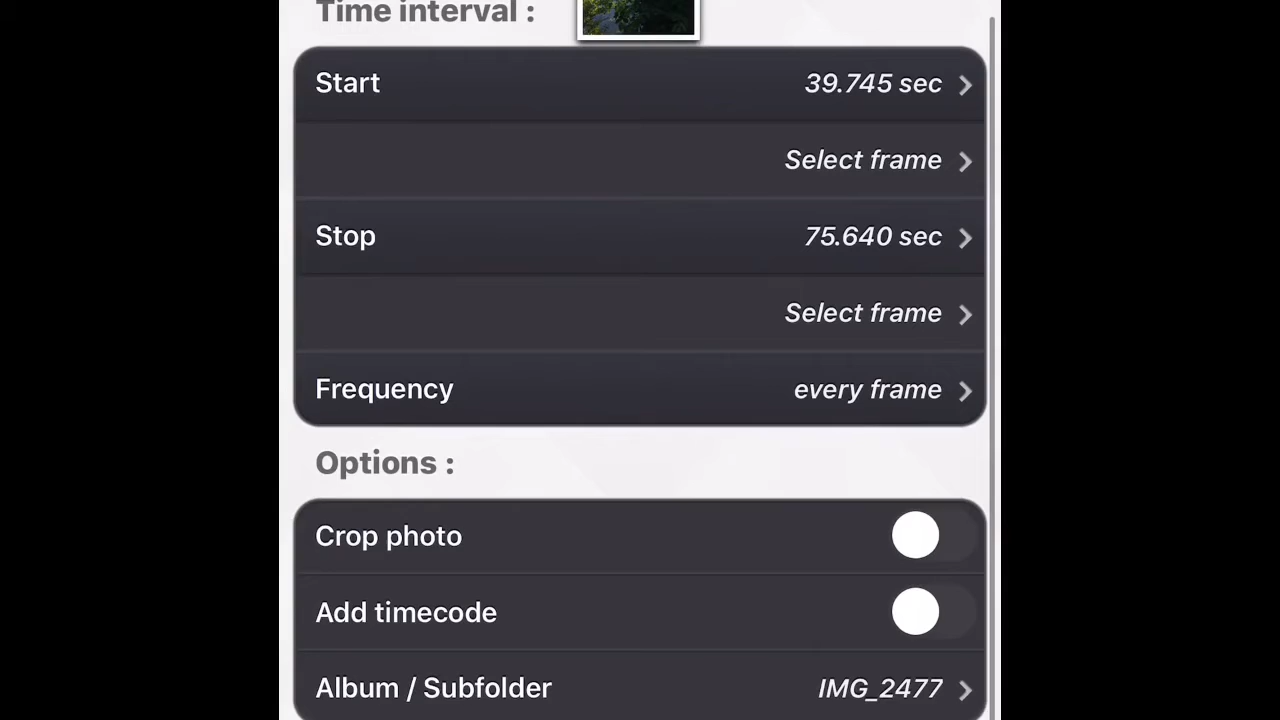 Time interval :
Start 39.745 sec
Select frame
Stop 75.640 sec
Select frame
Frequency every frame
Options :
Crop photo
Add timecode
Album / Subfolder IMG_2477